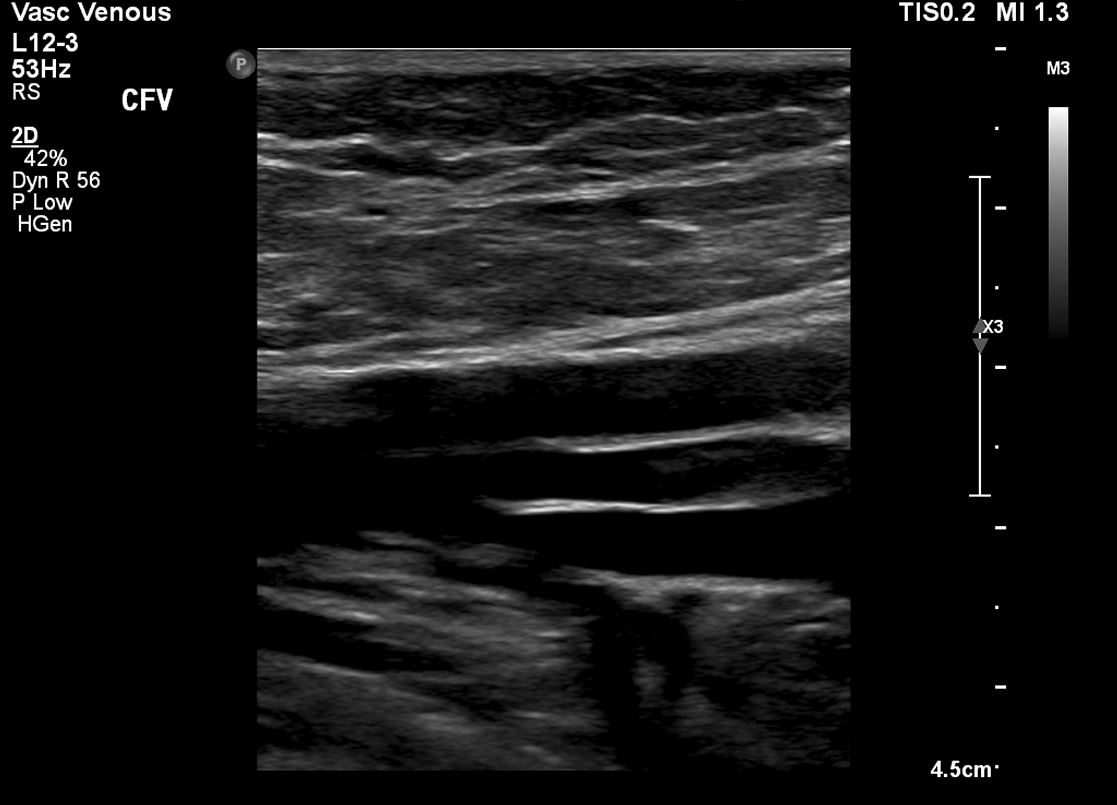 Vasc Venous
TIS0.2 MI 1.3
L12-3
53Hz
RS
CFV
P
M3
2D
42%
Dyn R 56
P Low
HGen
X3
4.5cm